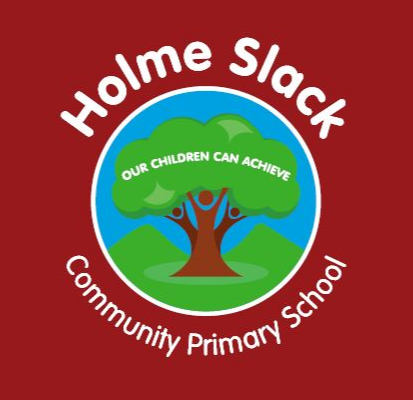 Holme Slack
OUR CHILDREN CAN ACHIEVE
Community Primary School